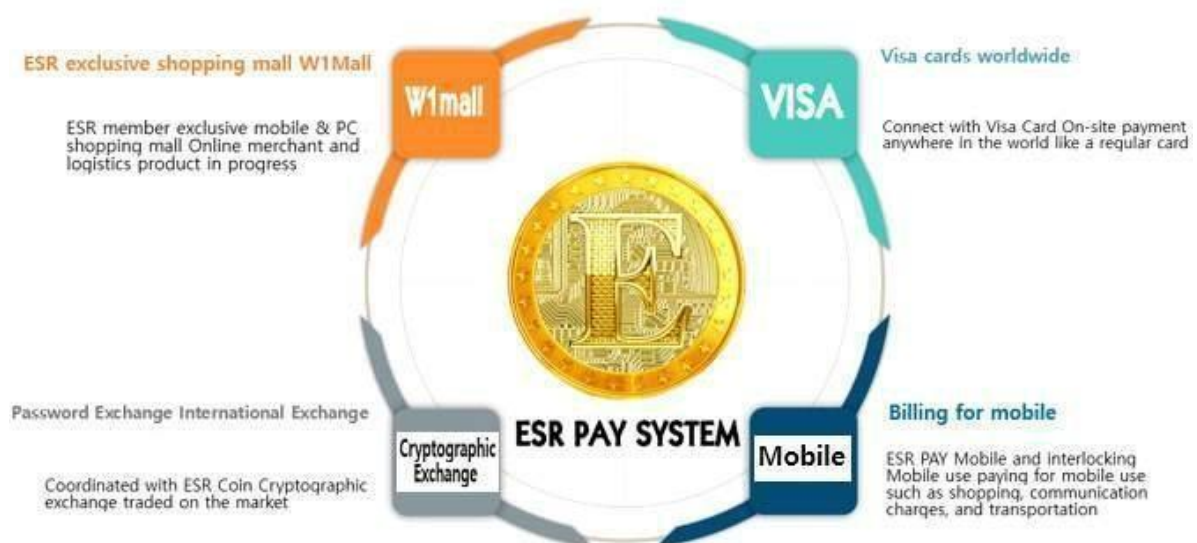 ESR exclusive shopping mall W1Mall
ESR member exclusive mobile & PC
shopping mall Online merchant and
logistics product in progress
W1mall
VISA
Visa cards worldwide
Connect with Visa Card On-site payment
anywhere in the world like a regular card
E
ESR PAY SYSTEM
Password Exchange International Exchange
Coordinated with ESR Coin Cryptographic
exchange traded on the market
Cryptographic
Exchange
Mobile
Billing for mobile
ESR PAY Mobile and interlocking
Mobile use paying for mobile use
such as shopping, communication
charges, and transportation